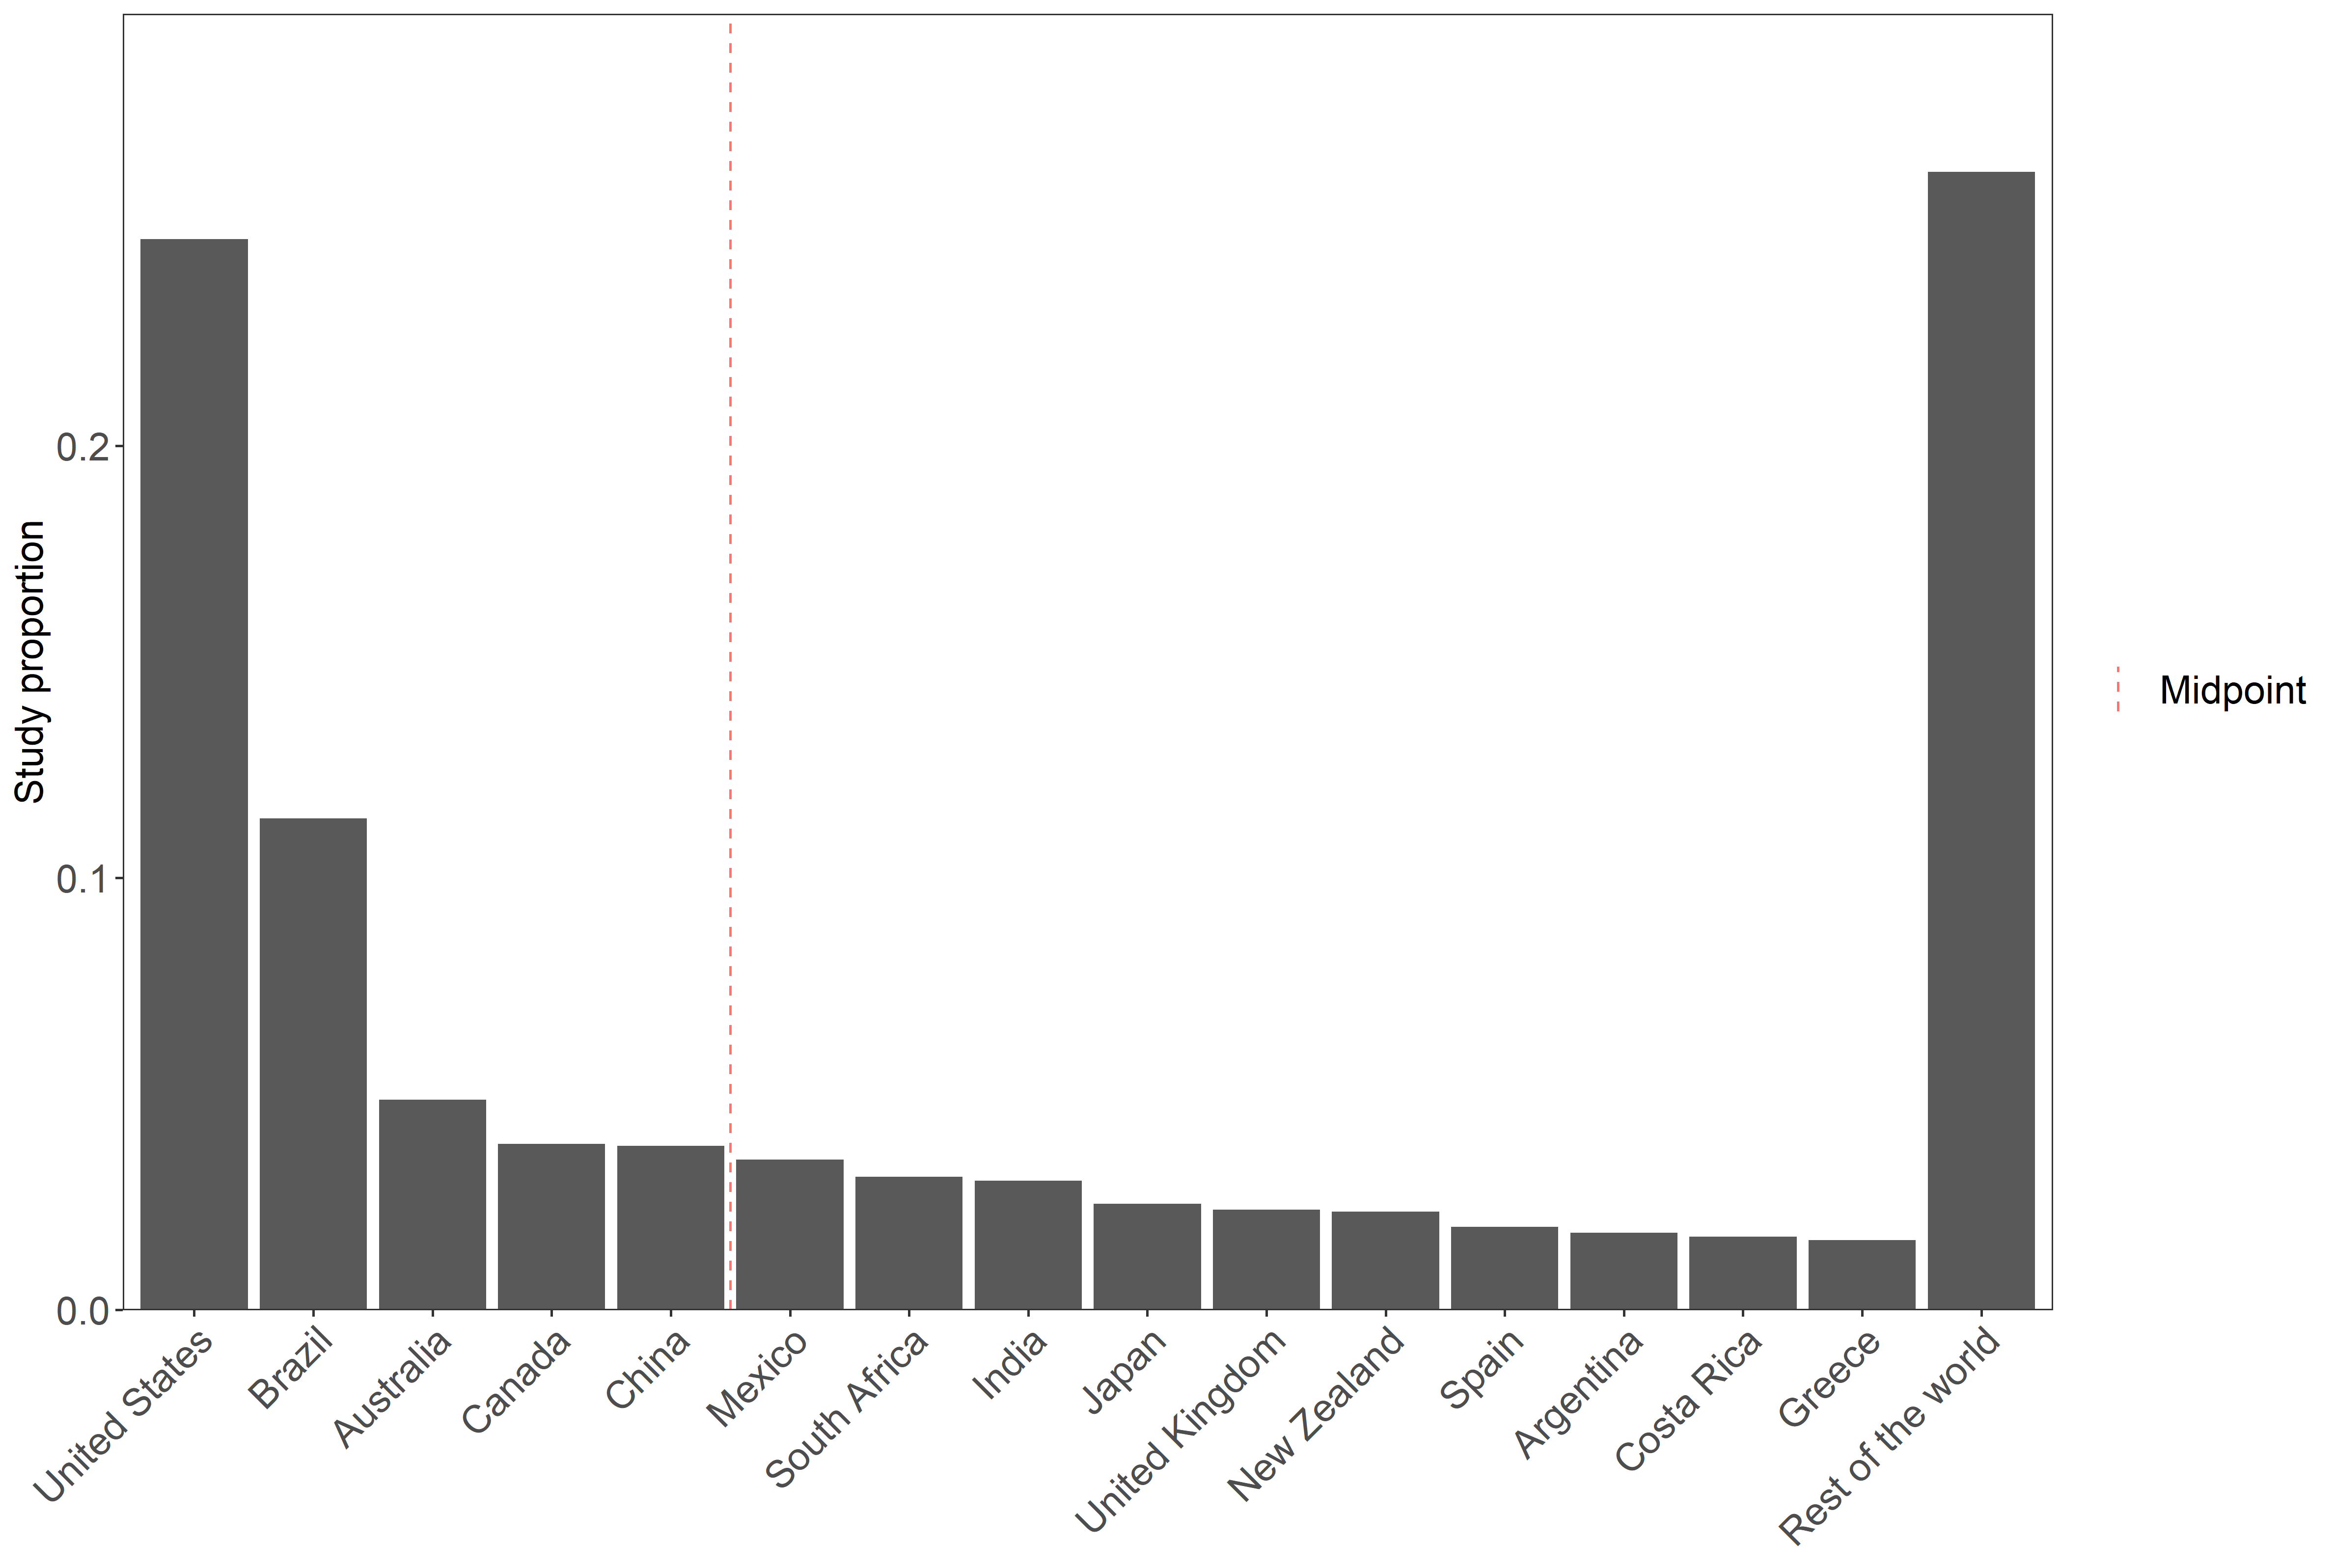 Study proportion
0.2
0.1
0.0
United States
Brazil
Australia
Canada
China
Mexico
South Africa
India
Japan
United Kingdom
New Zealand
Spain
Argentina
Costa Rica
Greece
Rest of the world
Midpoint